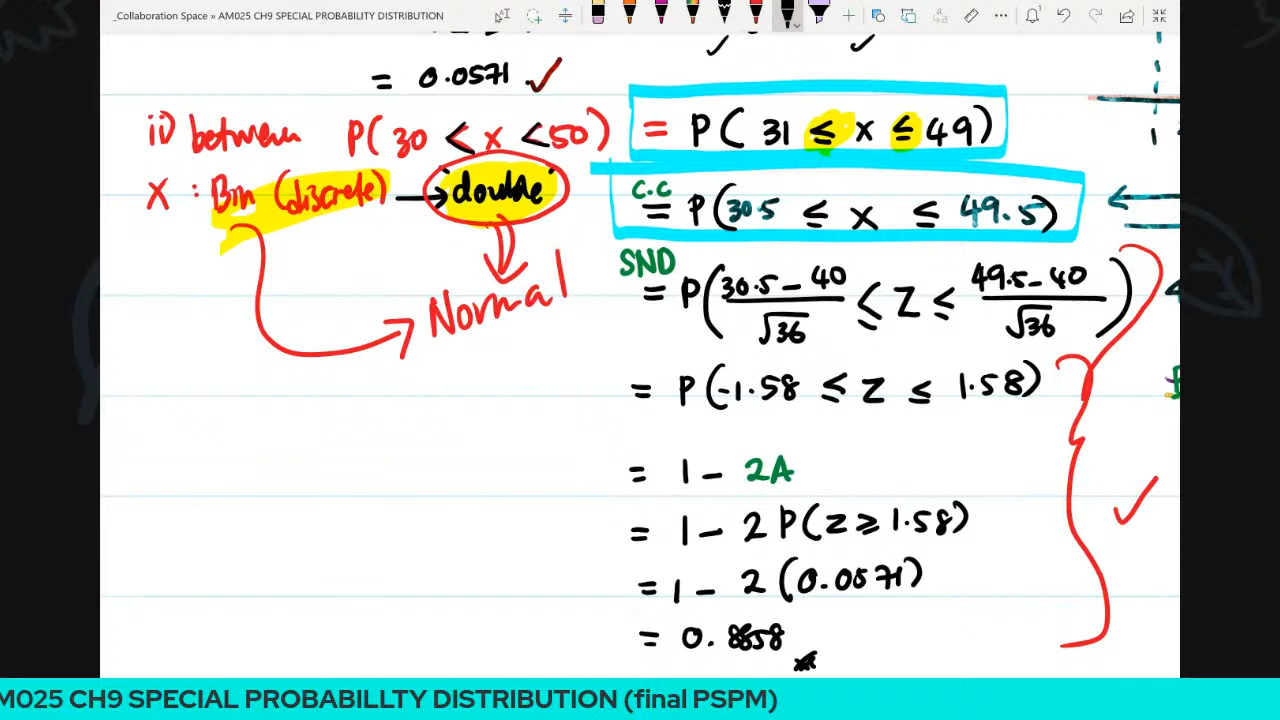 _Collaboration Space » AM025 CH9 SPECIAL PROBABILITY DISTRIBUTION
= 0.0571 ✓
ii) between P( 30 < x < 50) = P( 31 ≤ x ≤ 49)
X : Bin (discrete) → double
c.c = P(30.5 ≤ x ≤ 49.5)
Normal
SND = P( (30.5 – 40)/√36 ≤ Z ≤ (49.5 – 40)/√36 )
= P(-1.58 ≤ Z ≤ 1.58)
= 1 – 2A
= 1 – 2 P(Z ≥ 1.58)
= 1 – 2 (0.0571)
= 0.8858
AM025 CH9 SPECIAL PROBABILLTY DISTRIBUTION (final PSPM)